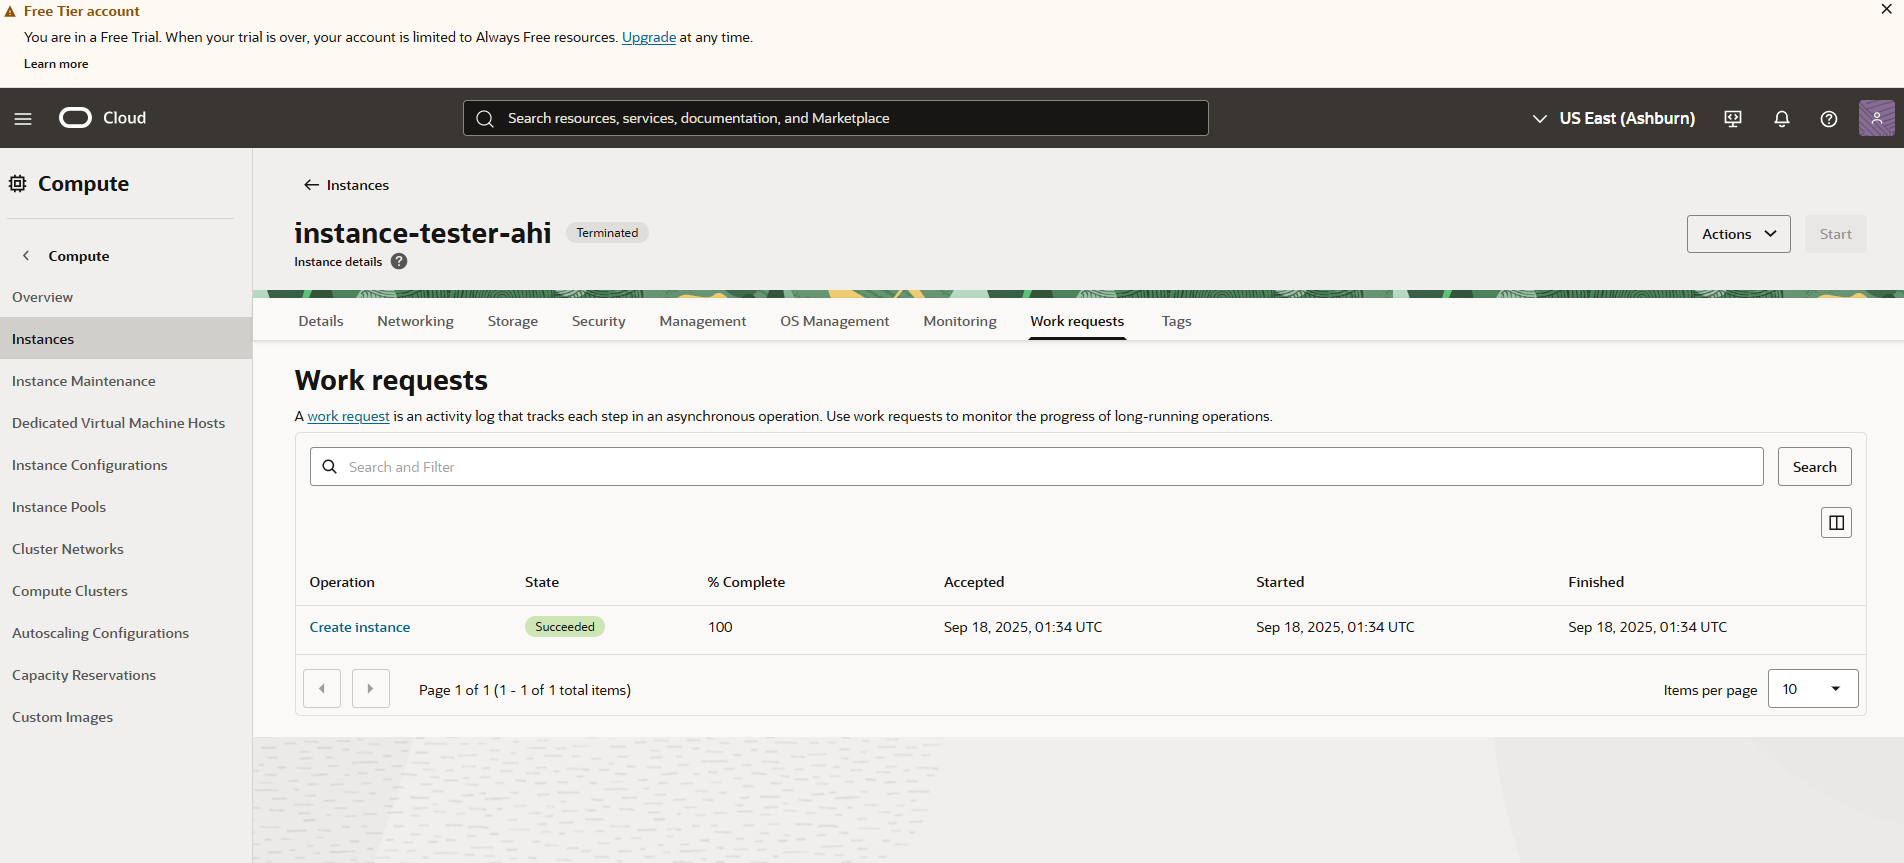 Free Tier account
You are in a Free Trial. When your trial is over, your account is limited to Always Free resources. Upgrade at any time.
Learn more
Cloud
Search resources, services, documentation, and Marketplace
US East (Ashburn)
Compute
Compute
Overview
Instances
Instance Maintenance
Dedicated Virtual Machine Hosts
Instance Configurations
Instance Pools
Cluster Networks
Compute Clusters
Autoscaling Configurations
Capacity Reservations
Custom Images
Instances
instance-tester-ahi Terminated
Instance details ?
Actions Start
Details Networking Storage Security Management OS Management Monitoring Work requests Tags
Work requests
A work request is an activity log that tracks each step in an asynchronous operation. Use work requests to monitor the progress of long-running operations.
Search and Filter Search
Operation State % Complete Accepted Started Finished
Create instance Succeeded 100 Sep 18, 2025, 01:34 UTC Sep 18, 2025, 01:34 UTC Sep 18, 2025, 01:34 UTC
Page 1 of 1 (1 - 1 of 1 total items) Items per page 10